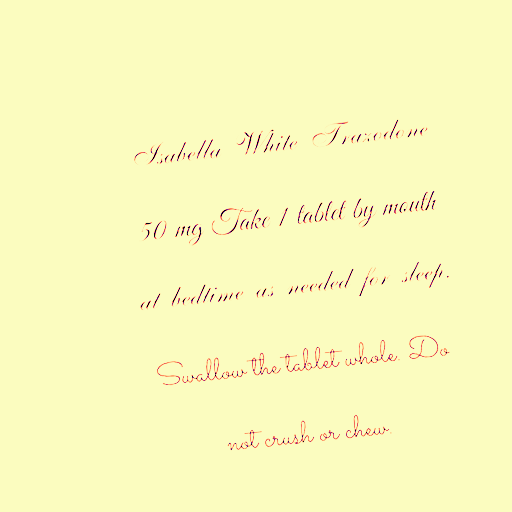 Isabella White Trazodone
50 mg Take 1 tablet by mouth
at bedtime as needed for sleep.
Swallow the tablet whole. Do
not crush or chew.